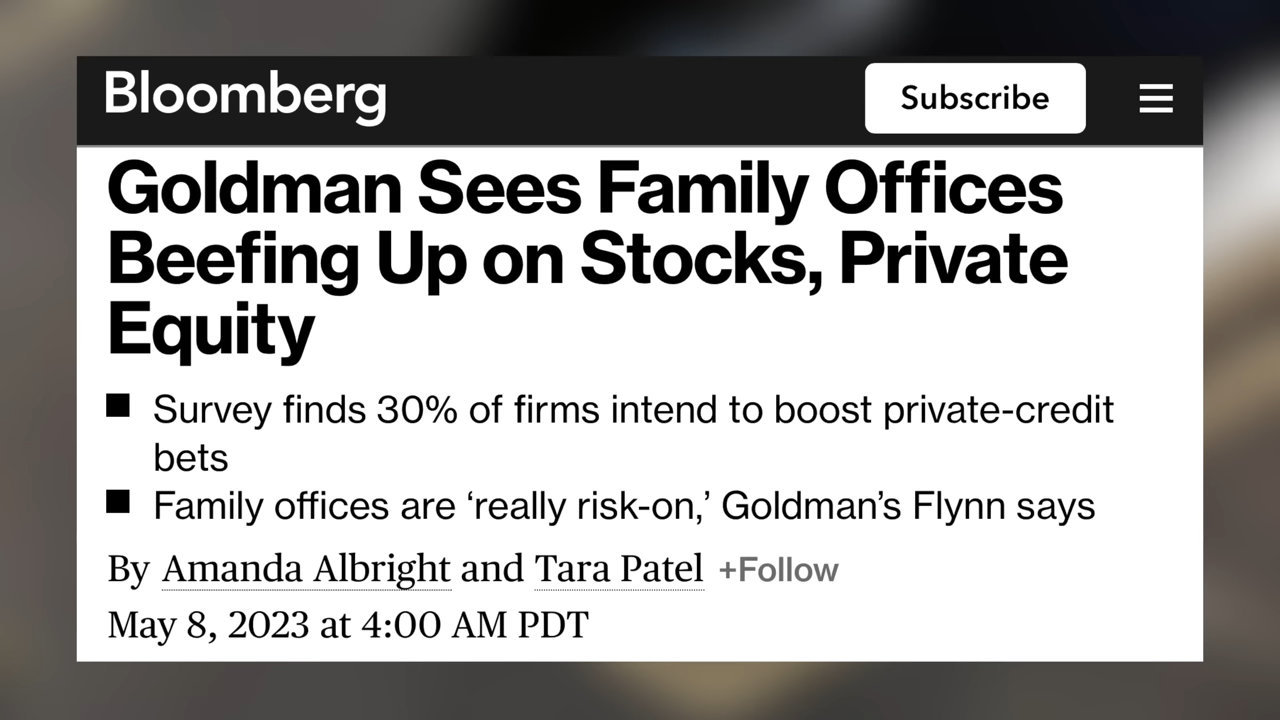 Bloomberg
Subscribe
Goldman Sees Family Offices
Beefing Up on Stocks, Private
Equity
Survey finds 30% of firms intend to boost private-credit
bets
Family offices are ‘really risk-on,’ Goldman’s Flynn says
By Amanda Albright and Tara Patel +Follow
May 8, 2023 at 4:00 AM PDT